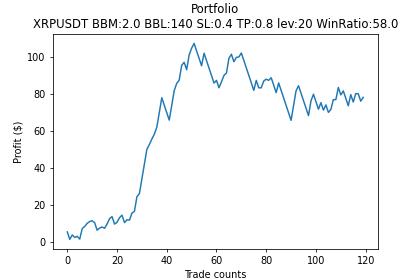 Portfolio
XRPUSDT BBM:2.0 BBL:140 SL:0.4 TP:0.8 lev:20 WinRatio:58.0
100
80
60
40
20
0
Profit ($)
0 20 40 60 80 100 120
Trade counts